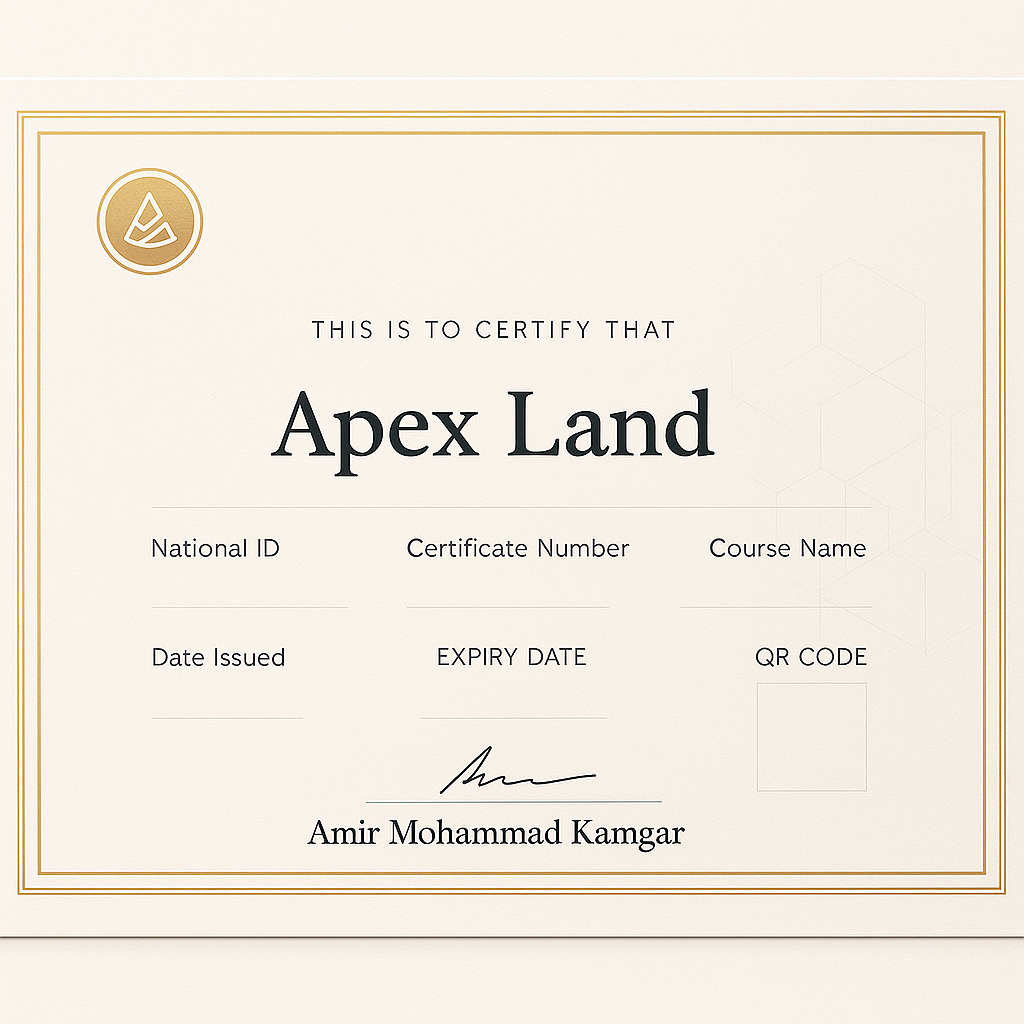 THIS IS TO CERTIFY THAT
Apex Land
National ID
Certificate Number
Course Name
Date Issued
EXPIRY DATE
QR CODE
Amir Mohammad Kamgar